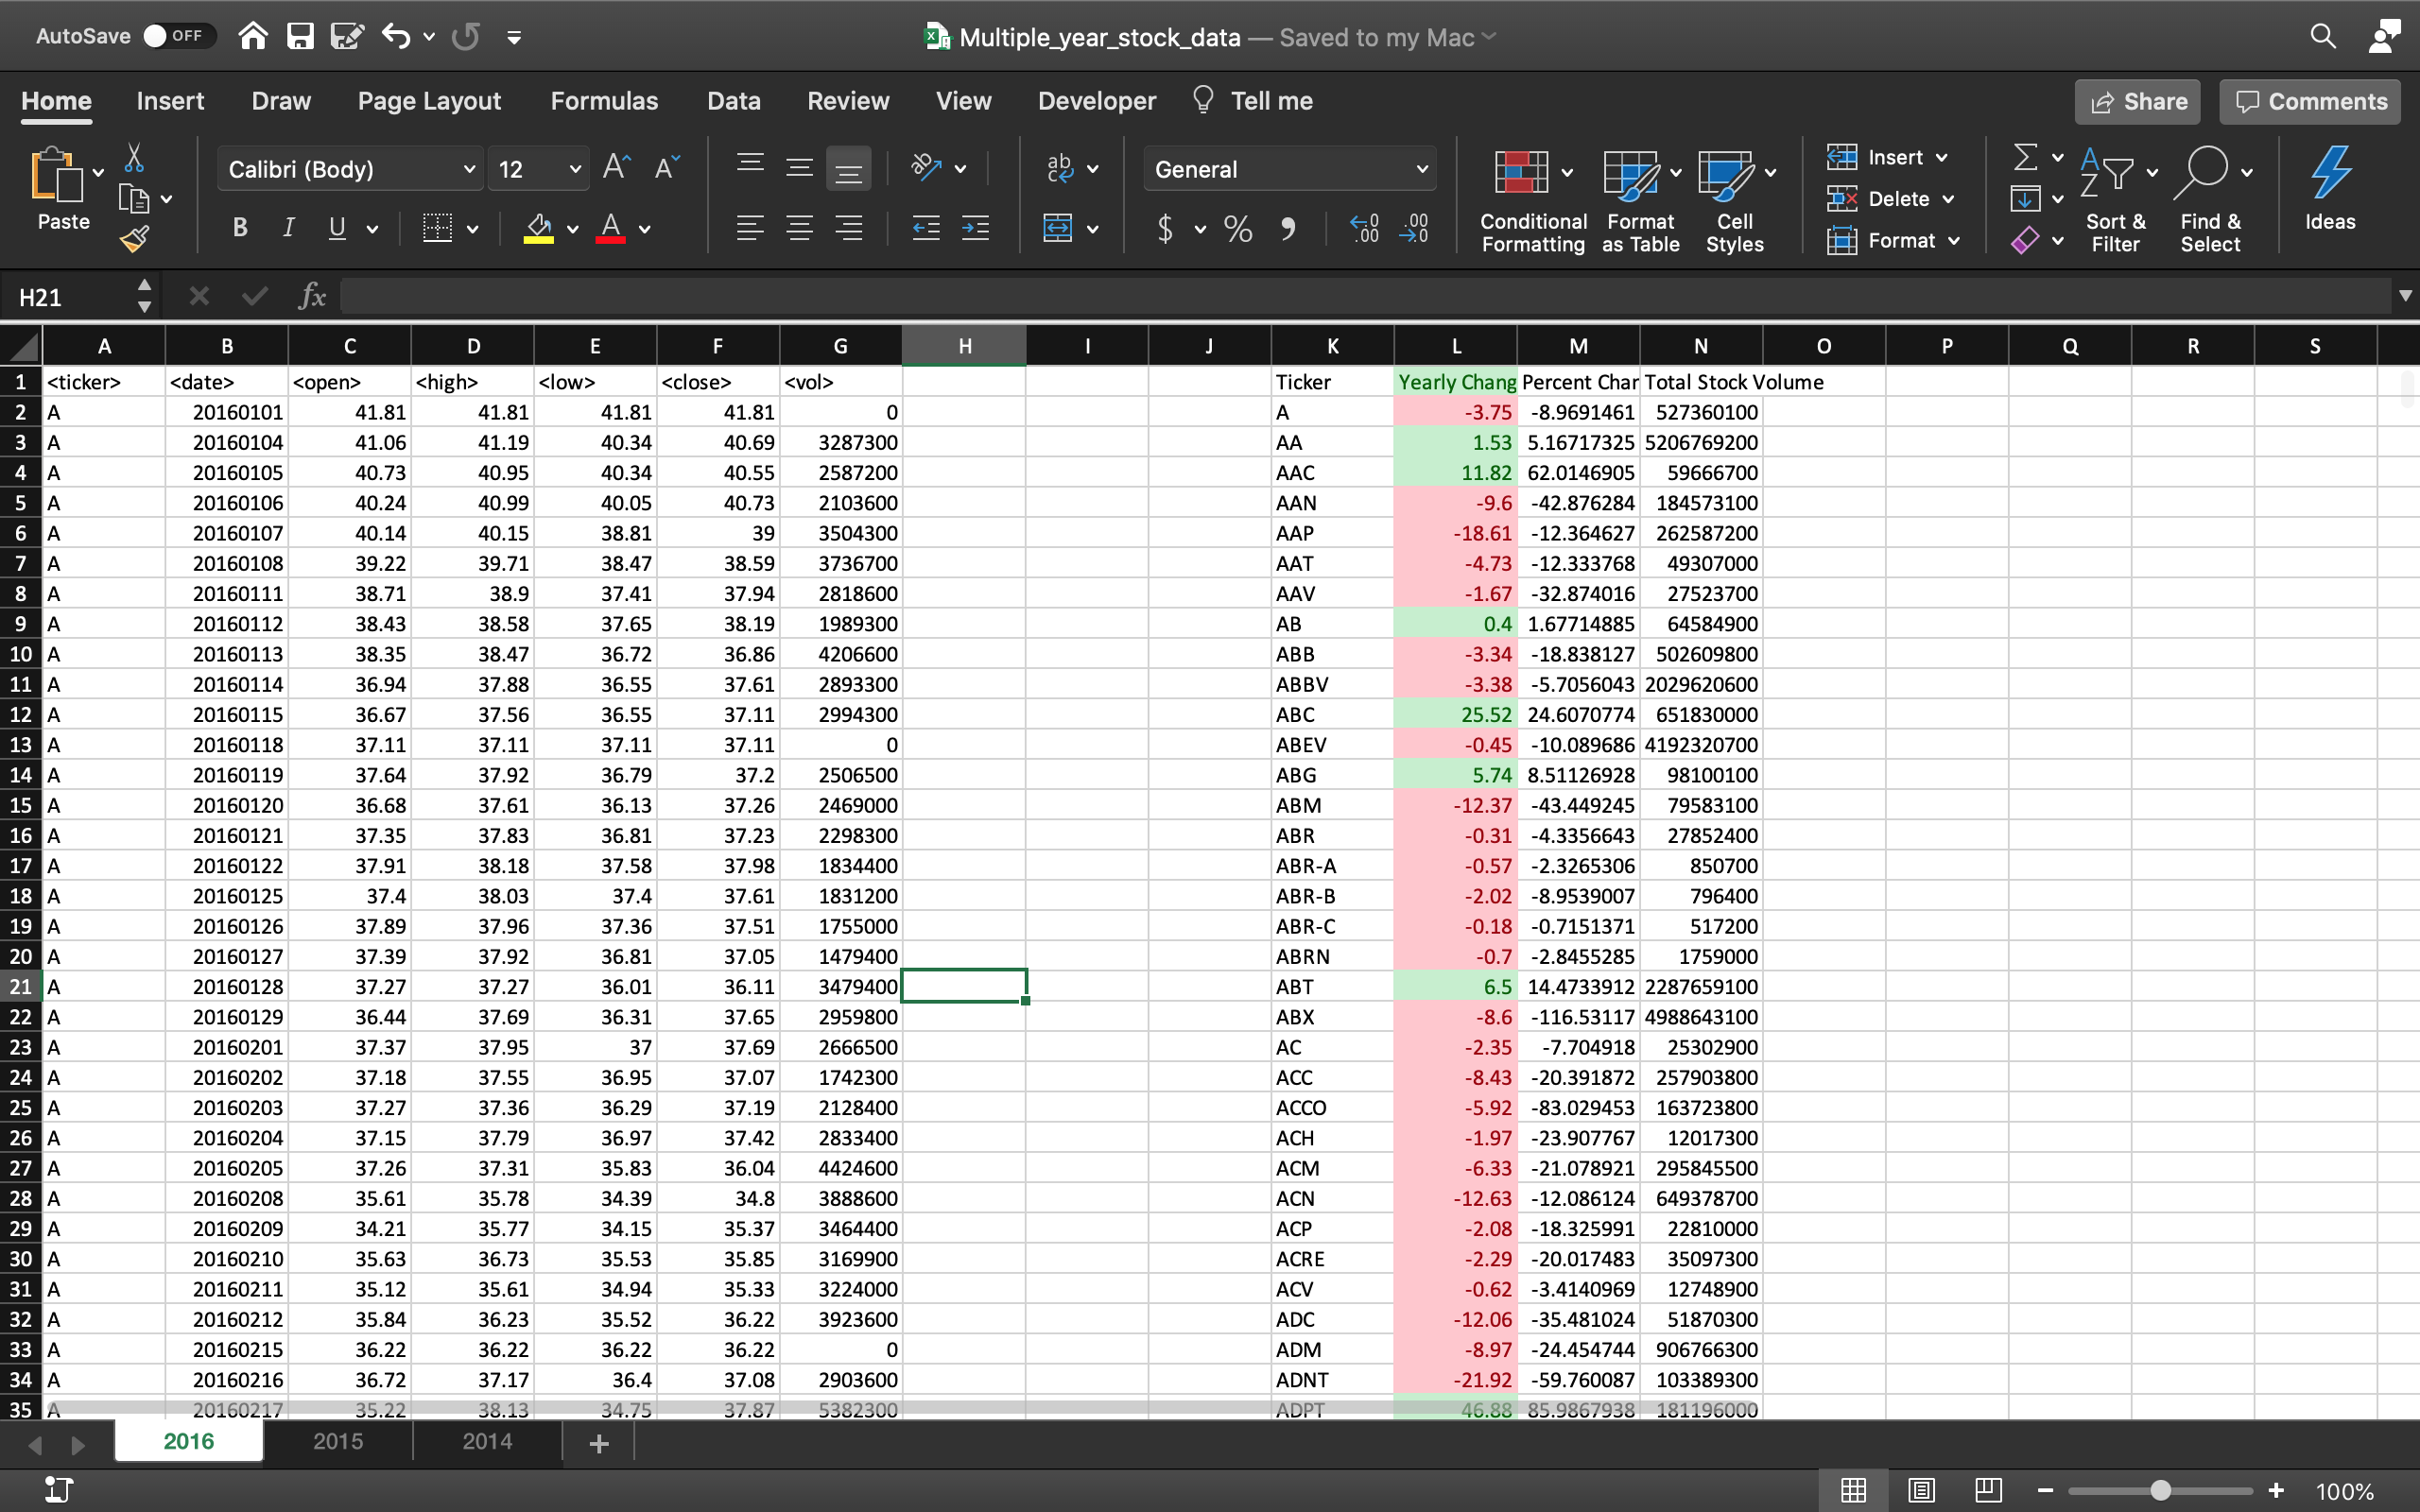 AutoSave OFF Multiple_year_stock_data — Saved to my Mac
Home Insert Draw Page Layout Formulas Data Review View Developer Tell me Share Comments
Paste Calibri (Body) 12 A A ab c General Conditional Formatting Format as Table Cell Styles Insert Delete Format Sort & Filter Find & Select Ideas
B I U A $ % 9 .0 .00 .00 .0
H21 fx
A B C D E F G H I J K L M N O P Q R S
1 <ticker> <date> <open> <high> <low> <close> <vol> Ticker Yearly Chang Percent Char Total Stock Volume
2 A 20160101 41.81 41.81 41.81 41.81 0 A -3.75 -8.9691461 527360100
3 A 20160104 41.06 41.19 40.34 40.69 3287300 AA 1.53 5.16717325 5206769200
4 A 20160105 40.73 40.95 40.34 40.55 2587200 AAC 11.82 62.0146905 59666700
5 A 20160106 40.24 40.99 40.05 40.73 2103600 AAN -9.6 -42.876284 184573100
6 A 20160107 40.14 40.15 38.81 39 3504300 AAP -18.61 -12.364627 262587200
7 A 20160108 39.22 39.71 38.47 38.59 3736700 AAT -4.73 -12.333768 49307000
8 A 20160111 38.71 38.9 37.41 37.94 2818600 AAV -1.67 -32.874016 27523700
9 A 20160112 38.43 38.58 37.65 38.19 1989300 AB 0.4 1.67714885 64584900
10 A 20160113 38.35 38.47 36.72 36.86 4206600 ABB -3.34 -18.838127 502609800
11 A 20160114 36.94 37.88 36.55 37.61 2893300 ABBV -3.38 -5.7056043 2029620600
12 A 20160115 36.67 37.56 36.55 37.11 2994300 ABC 25.52 24.6070774 651830000
13 A 20160118 37.11 37.11 37.11 37.11 0 ABEV -0.45 -10.089686 4192320700
14 A 20160119 37.64 37.92 36.79 37.2 2506500 ABG 5.74 8.51126928 98100100
15 A 20160120 36.68 37.61 36.13 37.26 2469000 ABM -12.37 -43.449245 79583100
16 A 20160121 37.35 37.83 36.81 37.23 2298300 ABR -0.31 -4.3356643 27852400
17 A 20160122 37.91 38.18 37.58 37.98 1834400 ABR-A -0.57 -2.3265306 850700
18 A 20160125 37.4 38.03 37.4 37.61 1831200 ABR-B -2.02 -8.9539007 796400
19 A 20160126 37.89 37.96 37.36 37.51 1755000 ABR-C -0.18 -0.7151371 517200
20 A 20160127 37.39 37.92 36.81 37.05 1479400 ABRN -0.7 -2.8455285 1759000
21 A 20160128 37.27 37.27 36.01 36.11 3479400 ABT 6.5 14.4733912 2287659100
22 A 20160129 36.44 37.69 36.31 37.65 2959800 ABX -8.6 -116.53117 4988643100
23 A 20160201 37.37 37.95 37 37.69 2666500 AC -2.35 -7.704918 25302900
24 A 20160202 37.18 37.55 36.95 37.07 1742300 ACC -8.43 -20.391872 257903800
25 A 20160203 37.27 37.36 36.29 37.19 2128400 ACCO -5.92 -83.029453 163723800
26 A 20160204 37.15 37.79 36.97 37.42 2833400 ACH -1.97 -23.907767 12017300
27 A 20160205 37.26 37.31 35.83 36.04 4424600 ACM -6.33 -21.078921 295845500
28 A 20160208 35.61 35.78 34.39 34.8 3888600 ACN -12.63 -12.086124 649378700
29 A 20160209 34.21 35.77 34.15 35.37 3464400 ACP -2.08 -18.325991 22810000
30 A 20160210 35.63 36.73 35.53 35.85 3169900 ACRE -2.29 -20.017483 35097300
31 A 20160211 35.12 35.61 34.94 35.33 3224000 ACV -0.62 -3.4140969 12748900
32 A 20160212 35.84 36.23 35.52 36.22 3923600 ADC -12.06 -35.481024 51870300
33 A 20160215 36.22 36.22 36.22 36.22 0 ADM -8.97 -24.454744 906766300
34 A 20160216 36.72 37.17 36.4 37.08 2903600 ADNT -21.92 -59.760087 103389300
35 A 20160217 35.22 38.13 34.75 37.87 5382300 ADPT 46.88 85.9867938 181196000
2016 2015 2014 +
100%